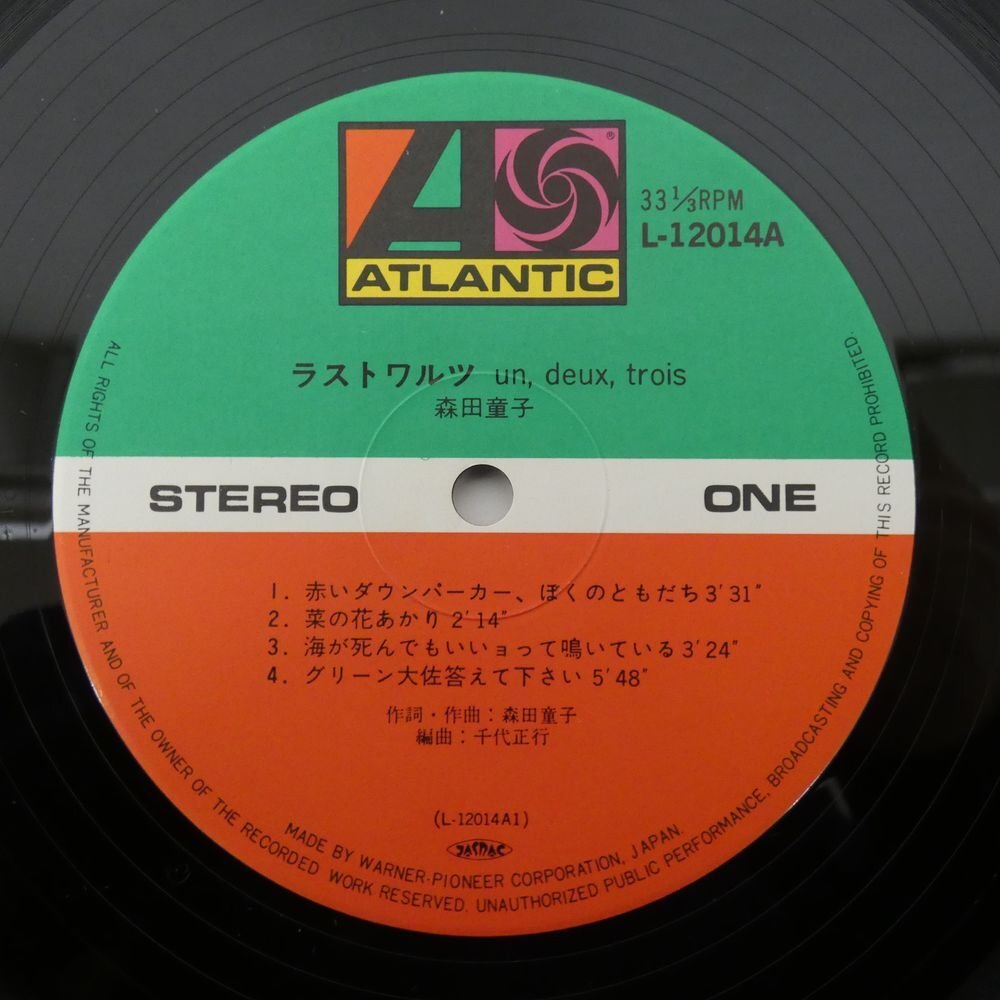 ATLANTIC
®
33⅓RPM
L-12014A
ラストワルツ un, deux, trois
森田童子
STEREO
ONE
1. 赤いダウンパーカー、ぼくのともだち 3′31″
2. 菜の花あかり 2′14″
3. 海が死んでもいいョって鳴いている 3′24″
4. グリーン大佐答えて下さい 5′48″
作詞・作曲：森田童子
編曲：千代正行
(L-12014A1)
JASRAC
MADE BY WARNER-PIONEER CORPORATION, JAPAN.
ALL RIGHTS OF THE MANUFACTURER AND OF THE OWNER OF THE RECORDED WORK RESERVED. UNAUTHORIZED PUBLIC PERFORMANCE, BROADCASTING AND COPYING OF THIS RECORD PROHIBITED.